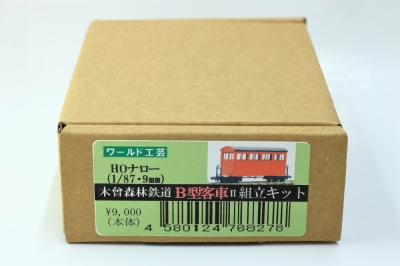 ワールド工芸
HOナロー
(1/87・9mm)
木曾森林鉄道 B型客車II組立キット
¥9,000
(本体)
4 580124 768278